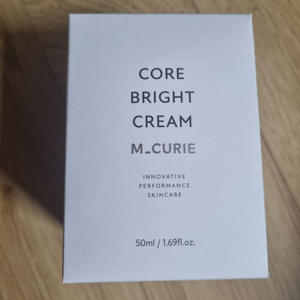 CORE
BRIGHT
CREAM
M_CURIE
INNOVATIVE
PERFORMANCE
SKINCARE
50ml / 1.69fl.oz.